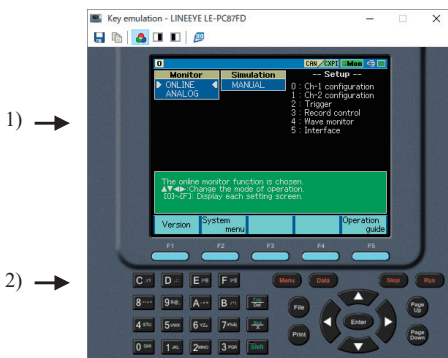 Key emulation - LINEEYE LE-PC87FD
0 CAN/CXPI Mon
Monitor Simulation -- Setup --
ONLINE MANUAL 0 : Ch-1 configuration
ANALOG 1 : Ch-2 configuration
2 : Trigger
3 : Record control
4 : Wave monitor
5 : Interface
1)
The online monitor function is chosen.
▲▼◀▶:Change the mode of operation.
[0]~[F]: Display each setting screen.
Version System menu Operation guide
F1 F2 F3 F4 F5
2)
C D E F Menu Data Stop Run
8 9 A B Del File Page Up
4 5 6 7 Enter
Print Page Down
0 1 2 3 Shift